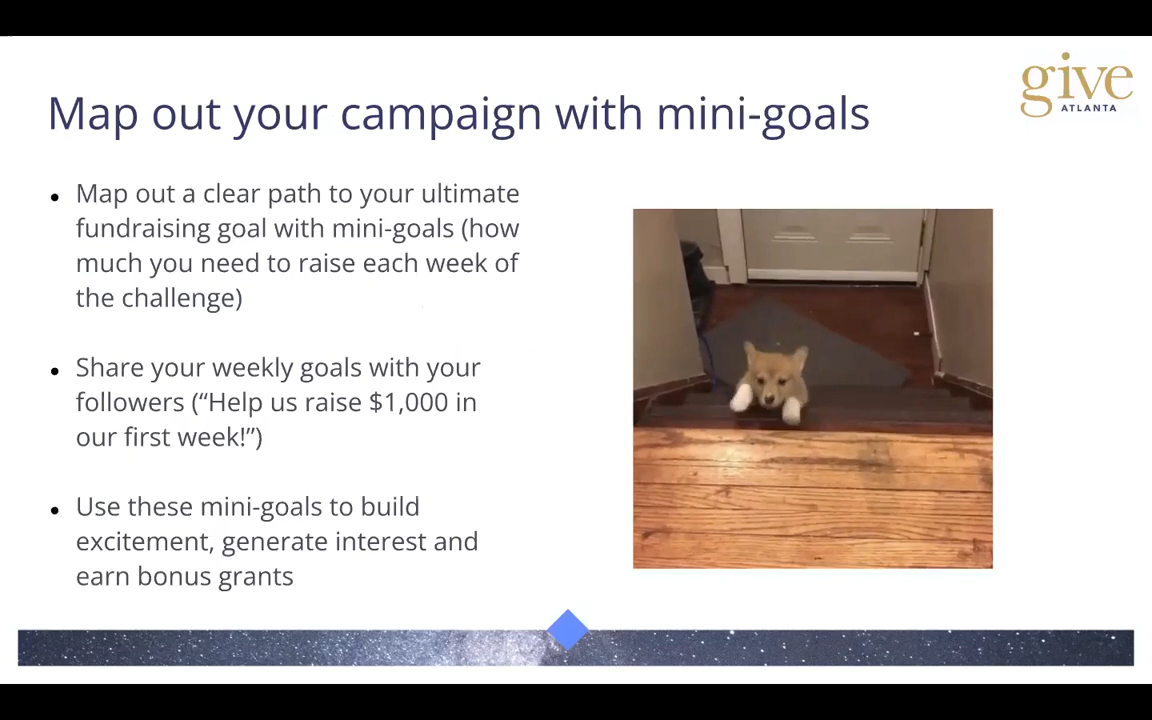 give
ATLANTA
Map out your campaign with mini-goals
• Map out a clear path to your ultimate
fundraising goal with mini-goals (how
much you need to raise each week of
the challenge)
• Share your weekly goals with your
followers (“Help us raise $1,000 in
our first week!”)
• Use these mini-goals to build
excitement, generate interest and
earn bonus grants